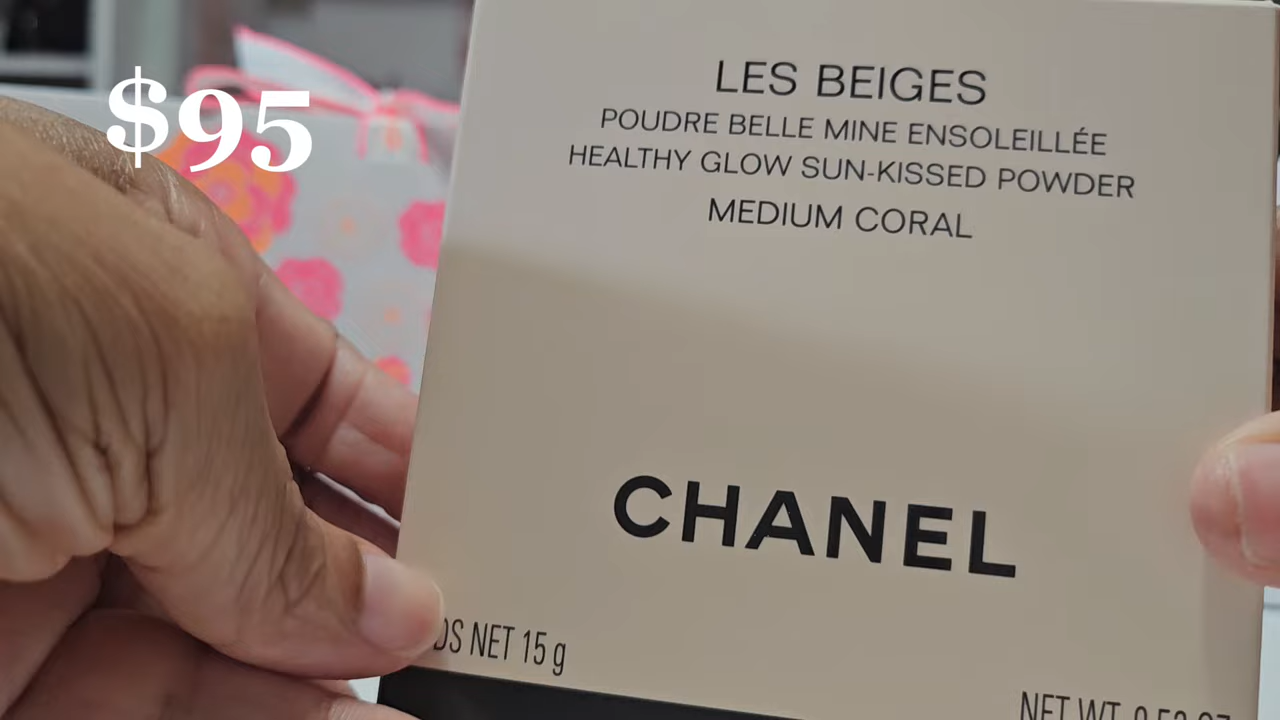 $95
LES BEIGES
POUDRE BELLE MINE ENSOLEILLÉE
HEALTHY GLOW SUN-KISSED POWDER
MEDIUM CORAL
CHANEL
NET 15 g
NET WT.